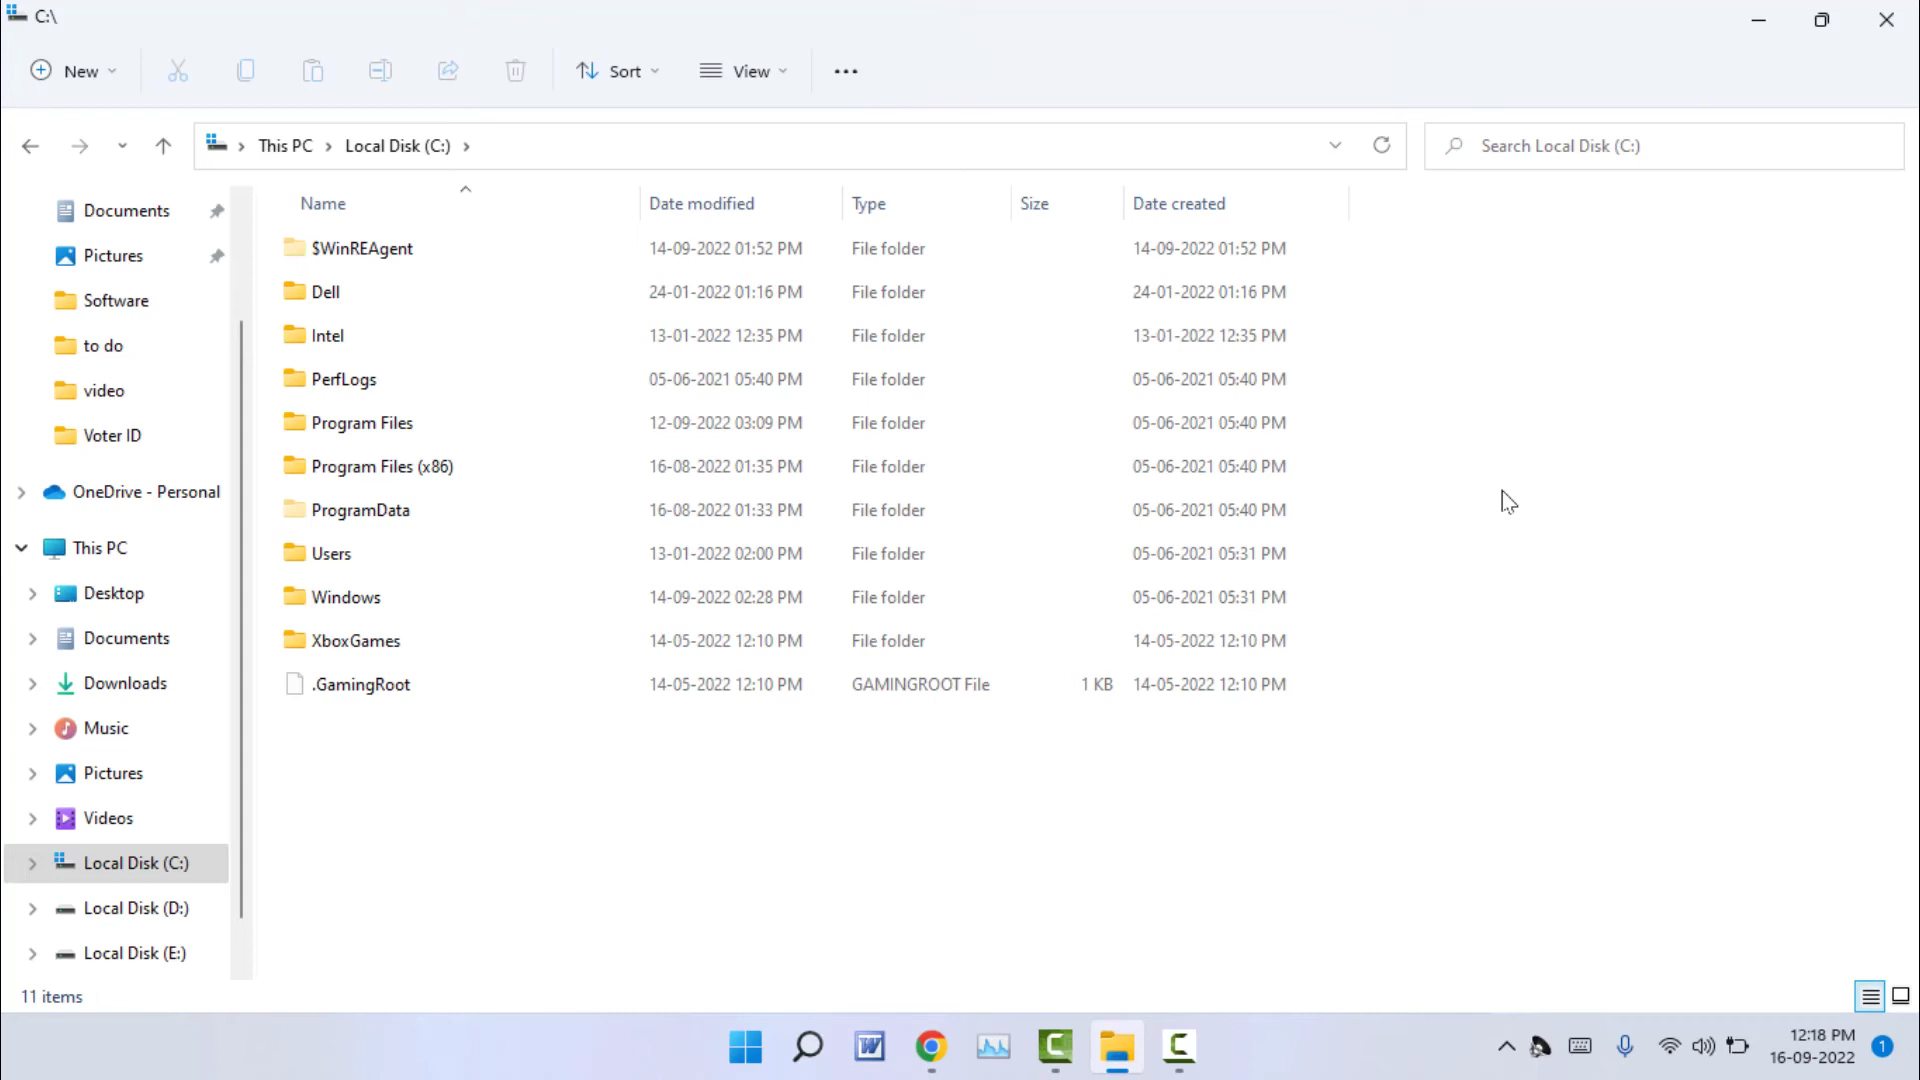 C:\
New
Sort
View
This PC > Local Disk (C:) >
Search Local Disk (C:)
Name Date modified Type Size Date created
$WinREAgent 14-09-2022 01:52 PM File folder 14-09-2022 01:52 PM
Dell 24-01-2022 01:16 PM File folder 24-01-2022 01:16 PM
Intel 13-01-2022 12:35 PM File folder 13-01-2022 12:35 PM
PerfLogs 05-06-2021 05:40 PM File folder 05-06-2021 05:40 PM
Program Files 12-09-2022 03:09 PM File folder 05-06-2021 05:40 PM
Program Files (x86) 16-08-2022 01:35 PM File folder 05-06-2021 05:40 PM
ProgramData 16-08-2022 01:33 PM File folder 05-06-2021 05:40 PM
Users 13-01-2022 02:00 PM File folder 05-06-2021 05:31 PM
Windows 14-09-2022 02:28 PM File folder 05-06-2021 05:31 PM
XboxGames 14-05-2022 12:10 PM File folder 14-05-2022 12:10 PM
.GamingRoot 14-05-2022 12:10 PM GAMINGROOT File 1 KB 14-05-2022 12:10 PM
Documents
Pictures
Software
to do
video
Voter ID
OneDrive - Personal
This PC
Desktop
Documents
Downloads
Music
Pictures
Videos
Local Disk (C:)
Local Disk (D:)
Local Disk (E:)
11 items
12:18 PM
16-09-2022
1